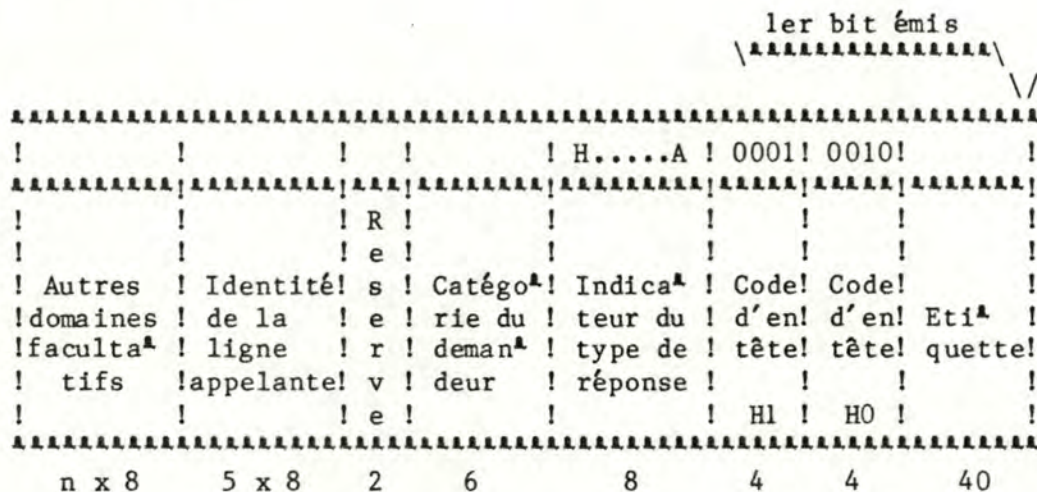 1er bit émis
H.....A
0001
0010
Autres
domaines
faculta-
tifs
Identité
de la
ligne
appelante
Reserve
Catégo-
rie du
deman-
deur
Indica-
teur du
type de
réponse
Code
d'en
tête
H1
Code
d'en
tête
H0
Eti-
quette
n x 8 5 x 8 2 6 8 4 4 40